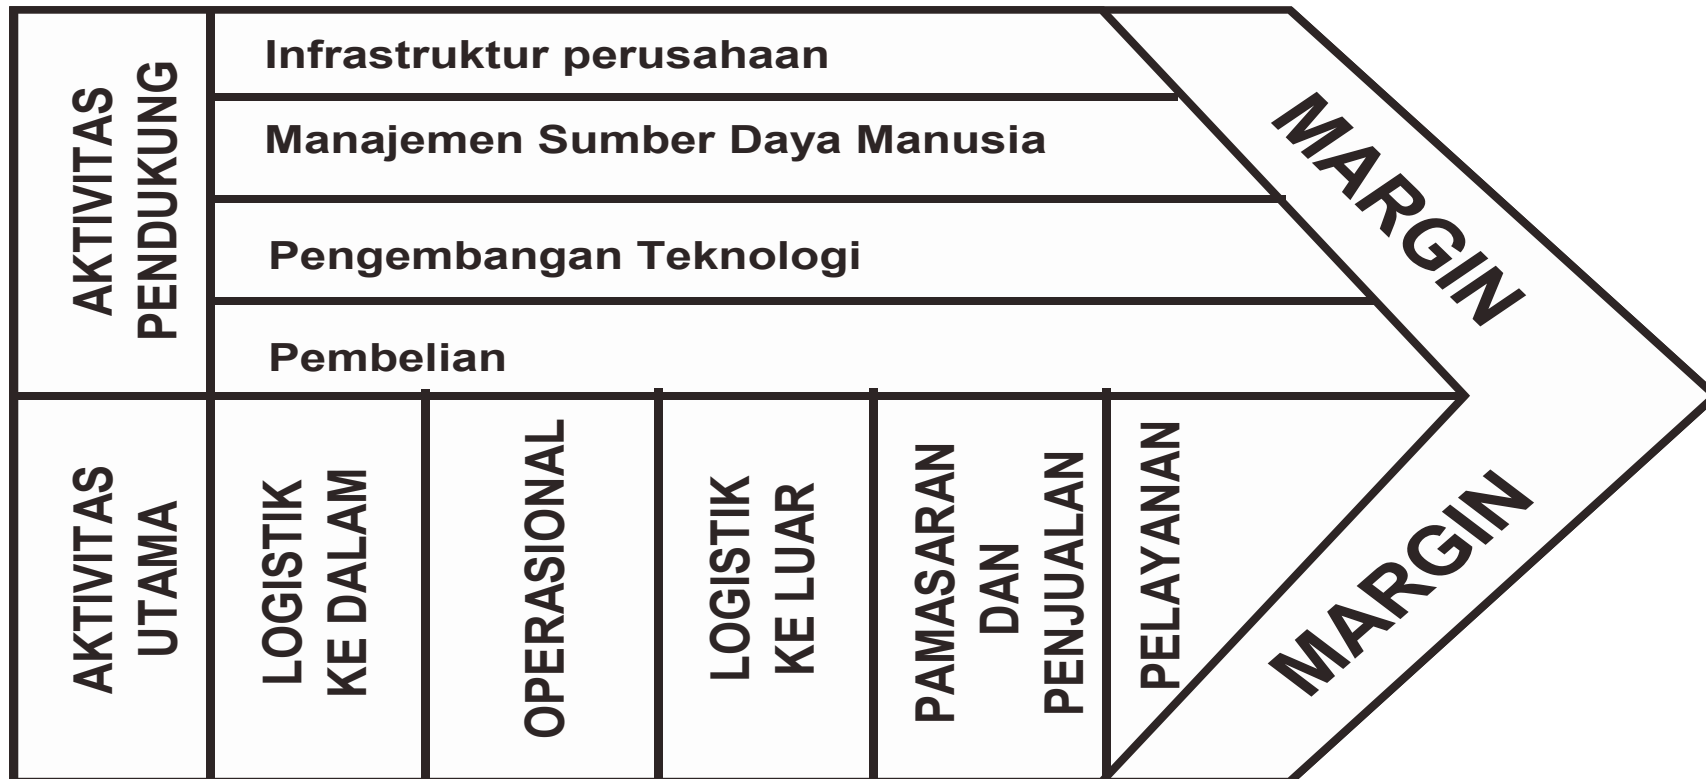 AKTIVITAS
PENDUKUNG
Infrastruktur perusahaan
Manajemen Sumber Daya Manusia
Pengembangan Teknologi
Pembelian
MARGIN
AKTIVITAS
UTAMA
LOGISTIK
KE DALAM
OPERASIONAL
LOGISTIK
KE LUAR
PAMASARAN
DAN
PENJUALAN
PELAYANAN
MARGIN